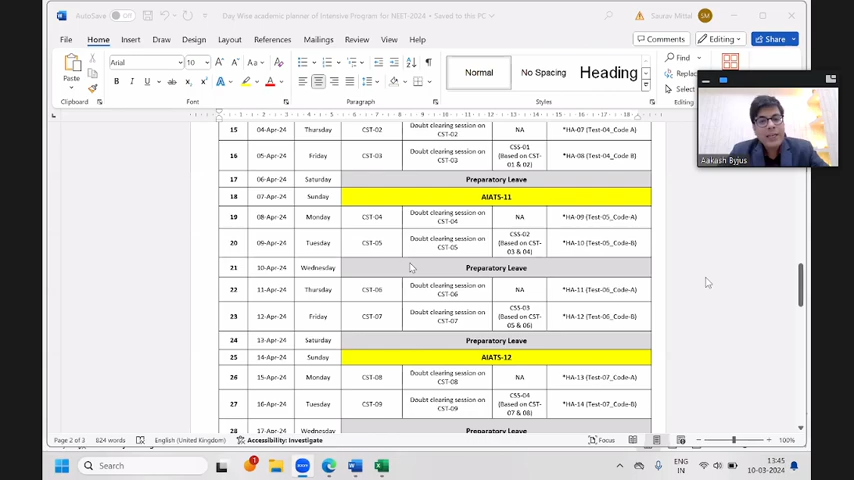 AutoSave Off Day Wise academic planner of Intensive Program for NEET-2024 • Saved to this PC Saurav Mittal SM
File Home Insert Draw Design Layout References Mailings Review View Help Comments Editing Share
Arial 10 Normal No Spacing Heading Find
Paste B I U Replace
Select
Clipboard Font Paragraph Styles Editing
Aakash Byjus
15 04-Apr-24 Thursday CST-02 Doubt clearing session on CST-02 NA *HA-07 (Test-04_Code A)
16 05-Apr-24 Friday CST-03 Doubt clearing session on CST-03 CSS-01 (Based on CST-01 & 02) *HA-08 (Test-04_Code B)
17 06-Apr-24 Saturday Preparatory Leave
18 07-Apr-24 Sunday AIATS-11
19 08-Apr-24 Monday CST-04 Doubt clearing session on CST-04 NA *HA-09 (Test-05_Code-A)
20 09-Apr-24 Tuesday CST-05 Doubt clearing session on CST-05 CSS-02 (Based on CST-03 & 04) *HA-10 (Test-05_Code-B)
21 10-Apr-24 Wednesday Preparatory Leave
22 11-Apr-24 Thursday CST-06 Doubt clearing session on CST-06 NA *HA-11 (Test-06_Code-A)
23 12-Apr-24 Friday CST-07 Doubt clearing session on CST-07 CSS-03 (Based on CST-05 & 06) *HA-12 (Test-06_Code-B)
24 13-Apr-24 Saturday Preparatory Leave
25 14-Apr-24 Sunday AIATS-12
26 15-Apr-24 Monday CST-08 Doubt clearing session on CST-08 NA *HA-13 (Test-07_Code-A)
27 16-Apr-24 Tuesday CST-09 Doubt clearing session on CST-09 CSS-04 (Based on CST-07 & 08) *HA-14 (Test-07_Code-B)
28 17-Apr-24 Wednesday Preparatory Leave
Page 2 of 3 824 words English (United Kingdom) Accessibility: Investigate Focus 100%
Search ENG IN 13:45 10-03-2024